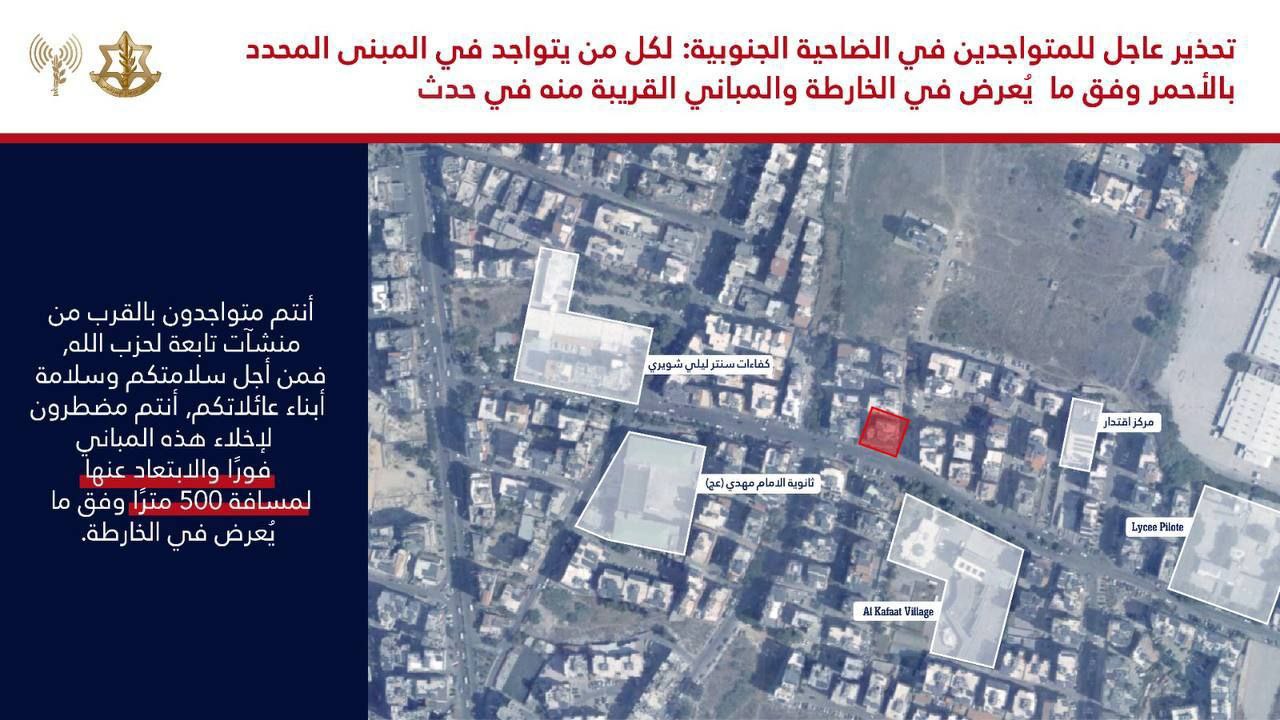 تحذير عاجل للمتواجدين في الضاحية الجنوبية: لكل من يتواجد في المبنى المحدد
بالأحمر وفق ما يُعرض في الخارطة والمباني القريبة منه في حدث
أنتم متواجدون بالقرب من
منشآت تابعة لحزب الله,
فمن أجل سلامتكم وسلامة
أبناء عائلاتكم, أنتم مضطرون
لإخلاء هذه المباني
فورًا والابتعاد عنها
لمسافة 500 مترًا وفق ما
يُعرض في الخارطة.
كفاءات سنتر ليلي شويري
مركز اقتدار
ثانوية الامام مهدي (عج)
Lycee Pilote
Al Kafaat Village